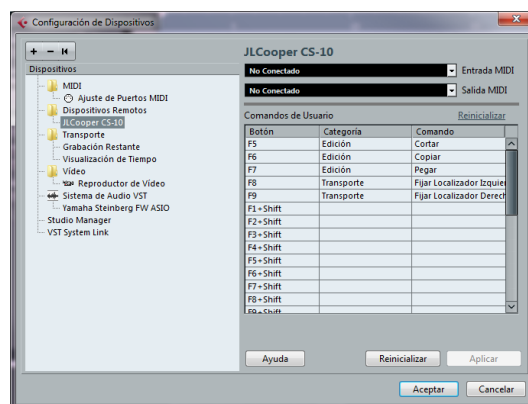 Configuración de Dispositivos
Dispositivos
MIDI
Ajuste de Puertos MIDI
Dispositivos Remotos
JLCooper CS-10
Transporte
Grabación Restante
Visualización de Tiempo
Vídeo
Reproductor de Vídeo
Sistema de Audio VST
Yamaha Steinberg FW ASIO
Studio Manager
VST System Link
JLCooper CS-10
No Conectado Entrada MIDI
No Conectado Salida MIDI
Comandos de Usuario Reinicializar
Botón Categoría Comando
F5 Edición Cortar
F6 Edición Copiar
F7 Edición Pegar
F8 Transporte Fijar Localizador Izquier
F9 Transporte Fijar Localizador Derech
F1+Shift
F2+Shift
F3+Shift
F4+Shift
F5+Shift
F6+Shift
F7+Shift
F8+Shift
F9+Shift
Ayuda Reinicializar Aplicar
Aceptar Cancelar